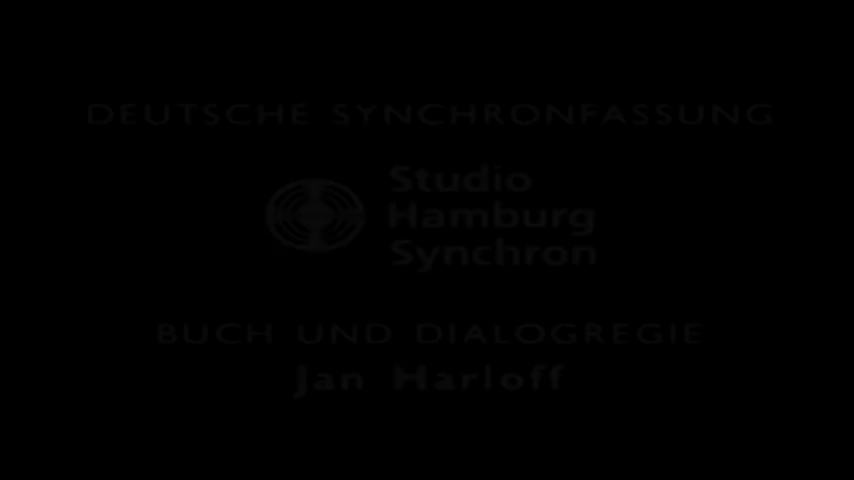 DEUTSCHE SYNCHRONFASSUNG
Studio
Hamburg
Synchron
BUCH UND DIALOGREGIE
Jan Harloff